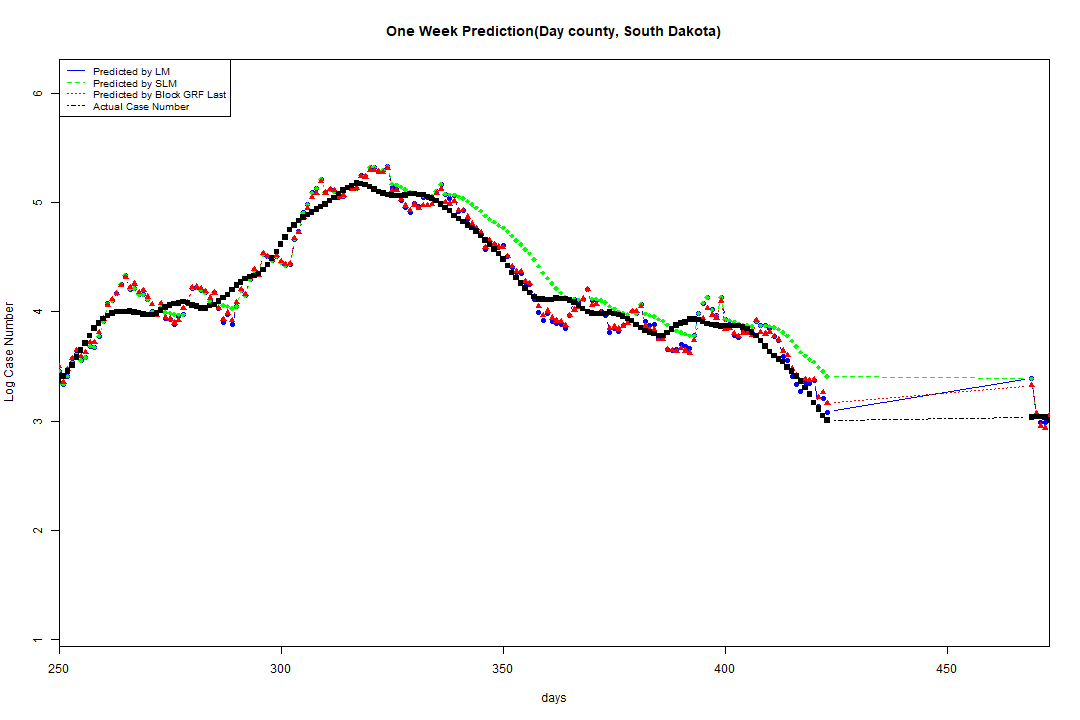 One Week Prediction(Day county, South Dakota)
Predicted by LM
Predicted by SLM
Predicted by Block GRF Last
Actual Case Number
Log Case Number
6
5
4
3
2
1
250 300 350 400 450
days